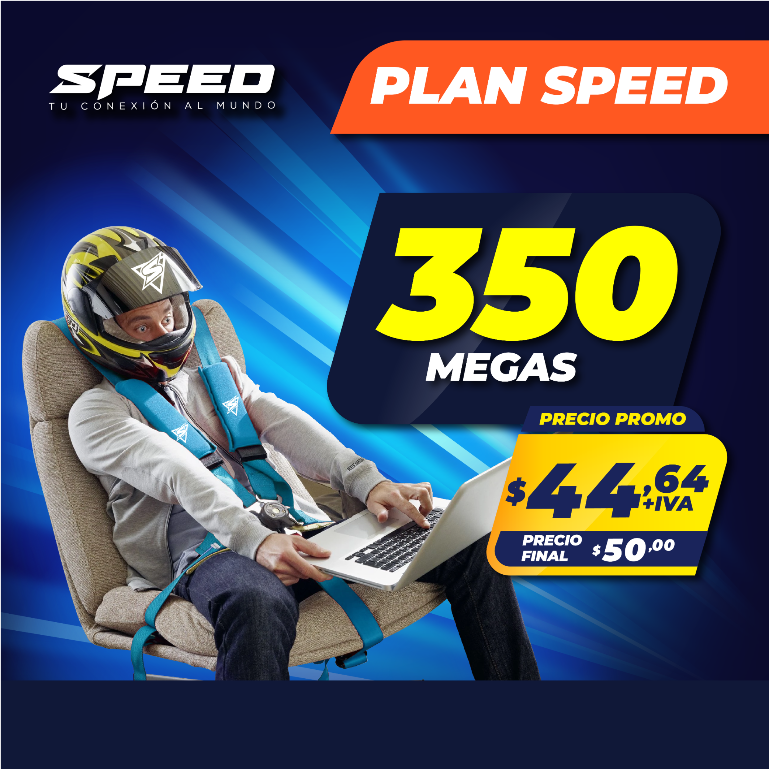 SPEED
TU CONEXIÓN AL MUNDO
PLAN SPEED
350
MEGAS
PRECIO PROMO
$44,64
+IVA
PRECIO
FINAL $50,00